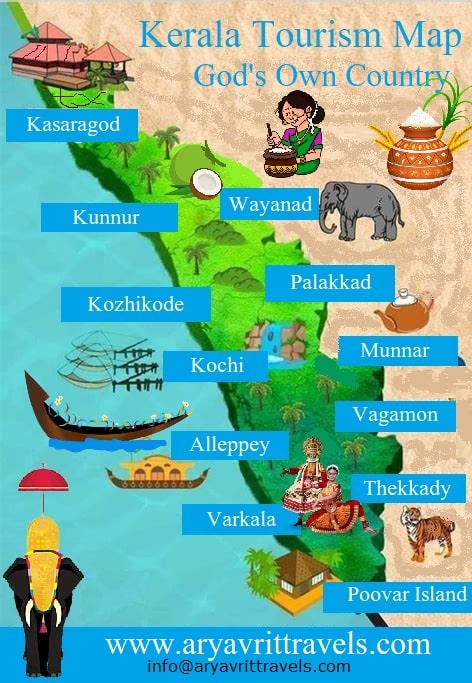 Kerala Tourism Map
God's Own Country
Kasaragod
Wayanad
Kunnur
Palakkad
Kozhikode
Munnar
Kochi
Vagamon
Alleppey
Thekkady
Varkala
Poovar Island
www.aryavrittravels.com
info@aryavrittravels.com